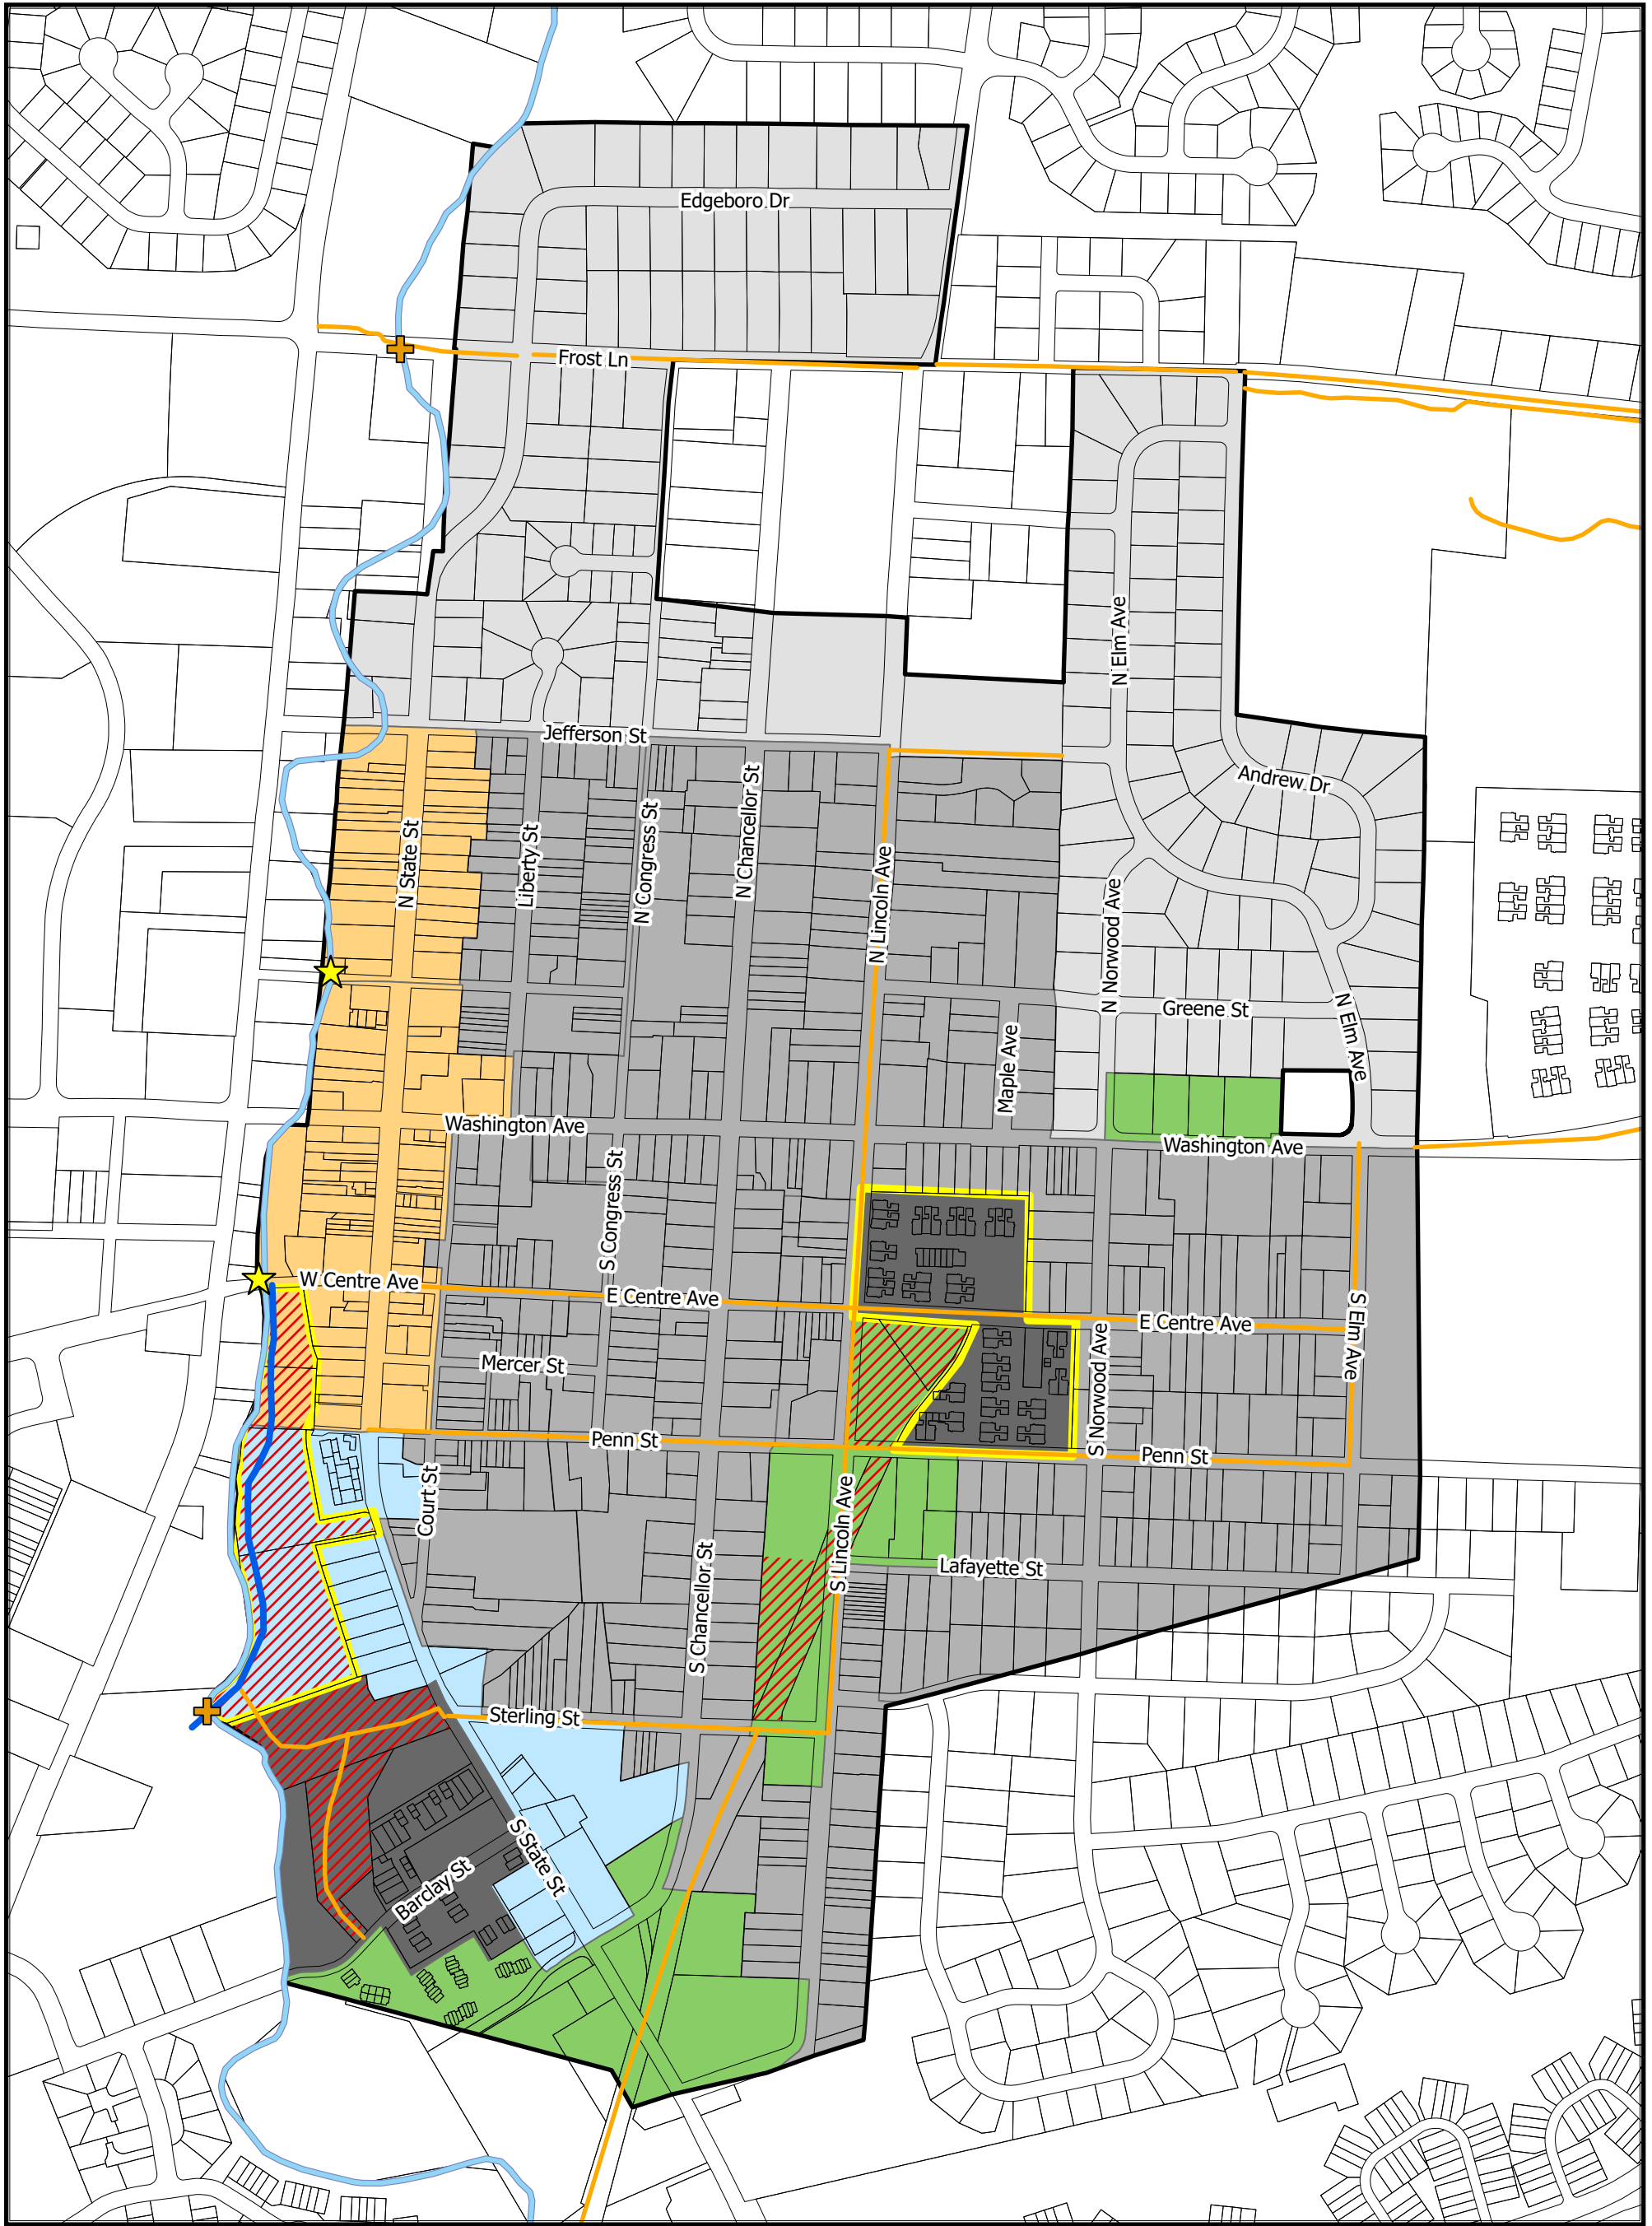 Edgeboro Dr
Frost Ln
N Elm Ave
Jefferson St
Andrew Dr
N State St
Liberty St
N Congress St
N Chancellor St
N Lincoln Ave
N Norwood Ave
Greene St
N Elm Ave
Maple Ave
Washington Ave
Washington Ave
S Congress St
W Centre Ave
E Centre Ave
E Centre Ave
S Elm Ave
Mercer St
S Norwood Ave
Penn St
Penn St
Court St
S Lincoln Ave
Lafayette St
S Chancellor St
Sterling St
S State St
Barclay St